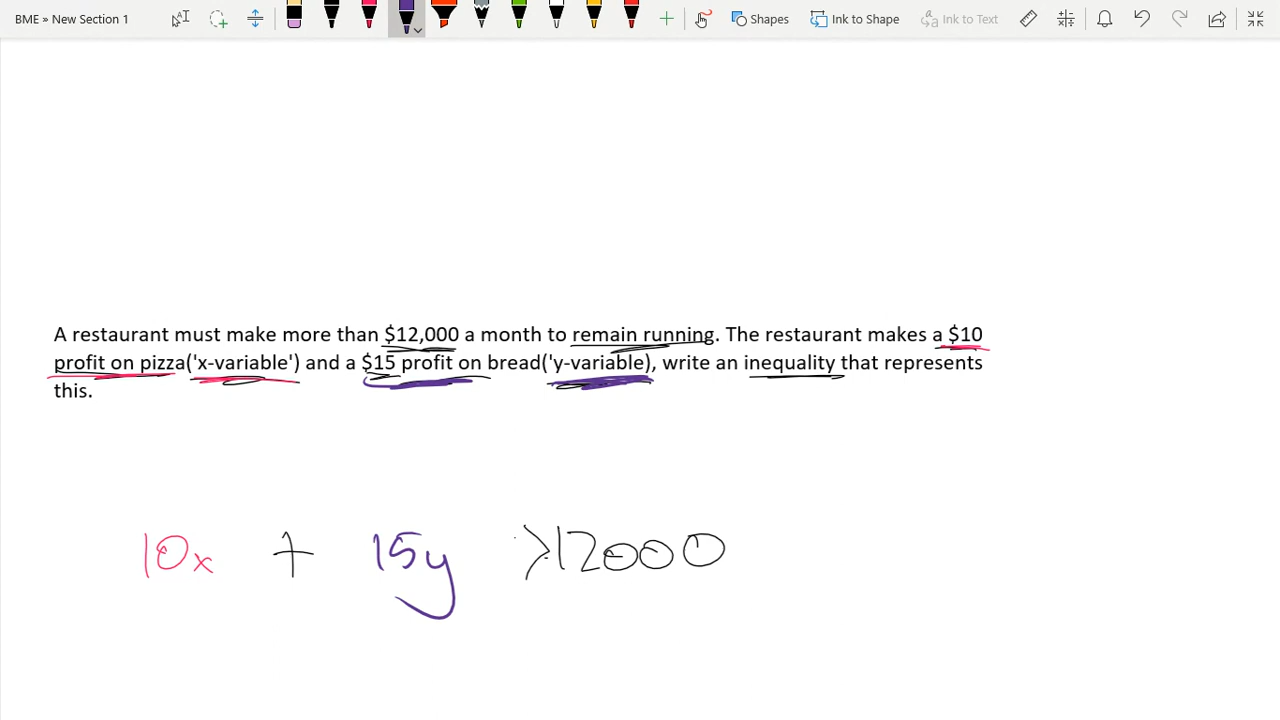 BME » New Section 1
Shapes
Ink to Shape
Ink to Text
A restaurant must make more than $12,000 a month to remain running. The restaurant makes a $10
profit on pizza('x-variable') and a $15 profit on bread('y-variable), write an inequality that represents
this.
10x + 15y >12000